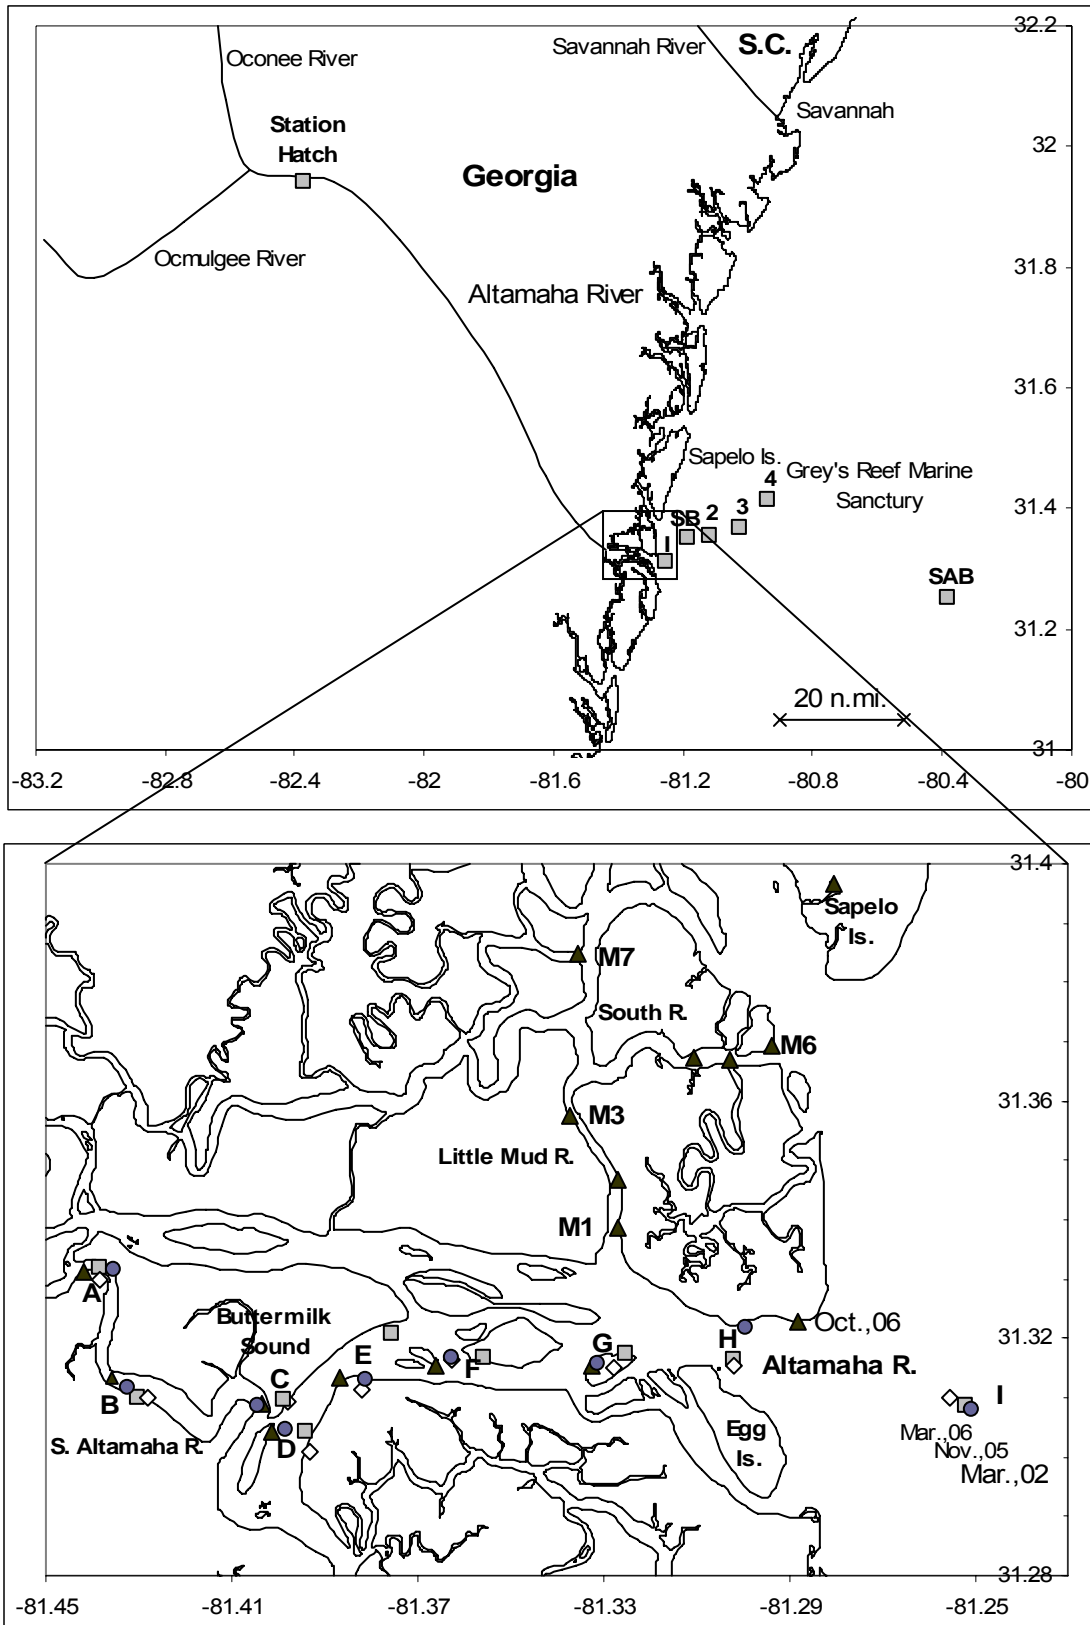 32.2
Oconee River
Savannah River
S.C.
Station
Hatch
Savannah
32
Georgia
Ocmulgee River
31.8
Altamaha River
31.6
Sapelo Is.
Grey's Reef Marine
Sanctury
4
31.4
SB
2
3
I
SAB
31.2
20 n.mi.
31
-83.2
-82.8
-82.4
-82
-81.6
-81.2
-80.8
-80.4
-80
31.4
Sapelo
Is.
M7
South R.
M6
31.36
M3
Little Mud R.
M1
A
Buttermilk
Sound
Oct.,06
31.32
G
H
E
F
Altamaha R.
C
B
I
S. Altamaha R.
D
Egg
Is.
Mar.,06
Nov.,05
Mar.,02
31.28
-81.45
-81.41
-81.37
-81.33
-81.29
-81.25